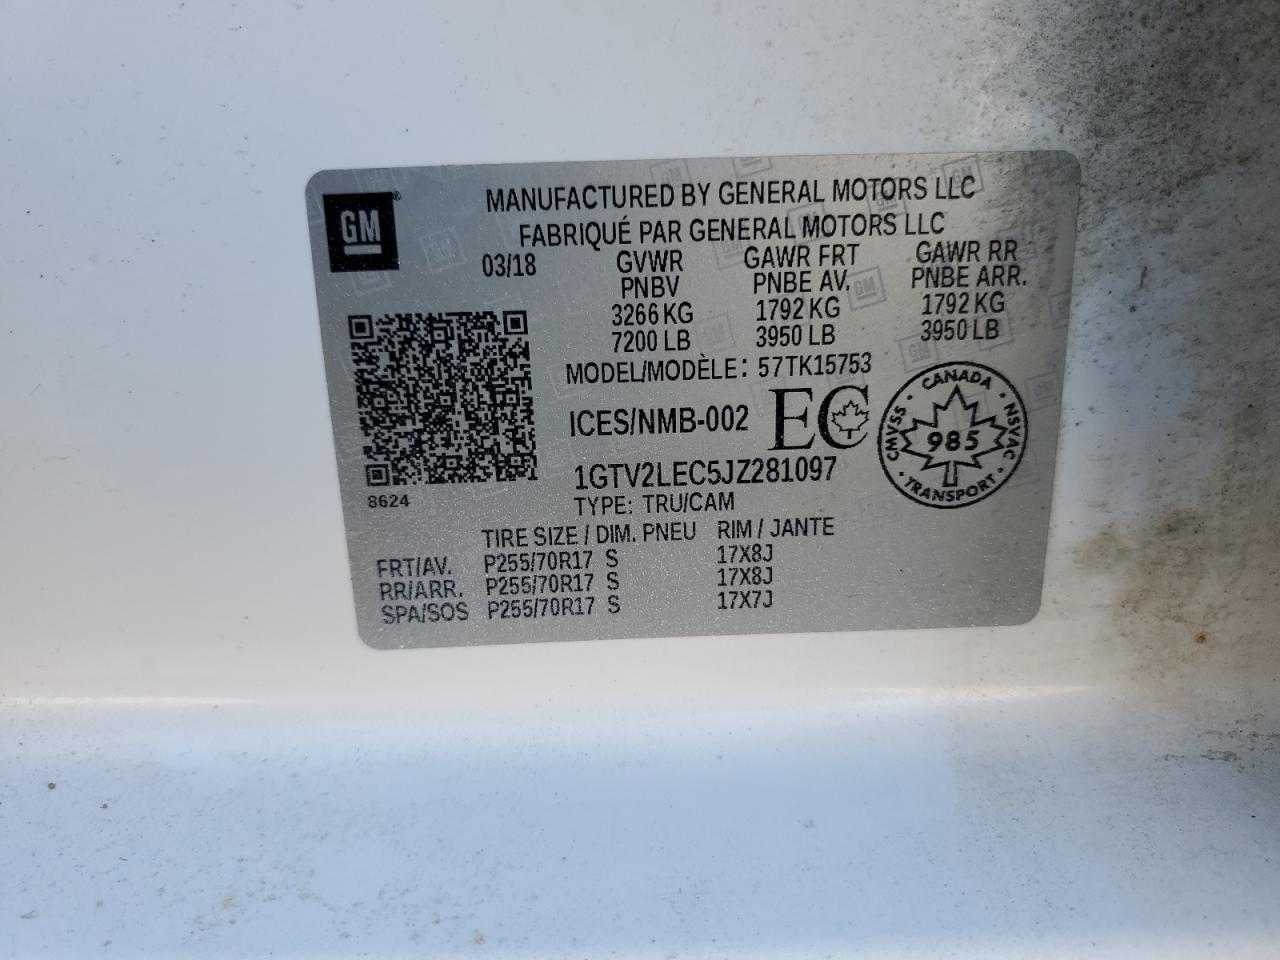 GM
MANUFACTURED BY GENERAL MOTORS LLC
FABRIQUÉ PAR GENERAL MOTORS LLC
03/18 GVWR GAWR FRT GAWR RR
PNBV PNBE AV. PNBE ARR.
3266 KG 1792 KG 1792 KG
7200 LB 3950 LB 3950 LB
MODEL/MODÈLE: 57TK15753
ICES/NMB-002 EC
CANADA
CMVSS 985 NSVAC
TRANSPORT
1GTV2LEC5JZ281097
8624
TYPE: TRU/CAM
TIRE SIZE / DIM. PNEU RIM / JANTE
FRT/AV. P255/70R17 S 17X8J
RR/ARR. P255/70R17 S 17X8J
SPA/SOS P255/70R17 S 17X7J